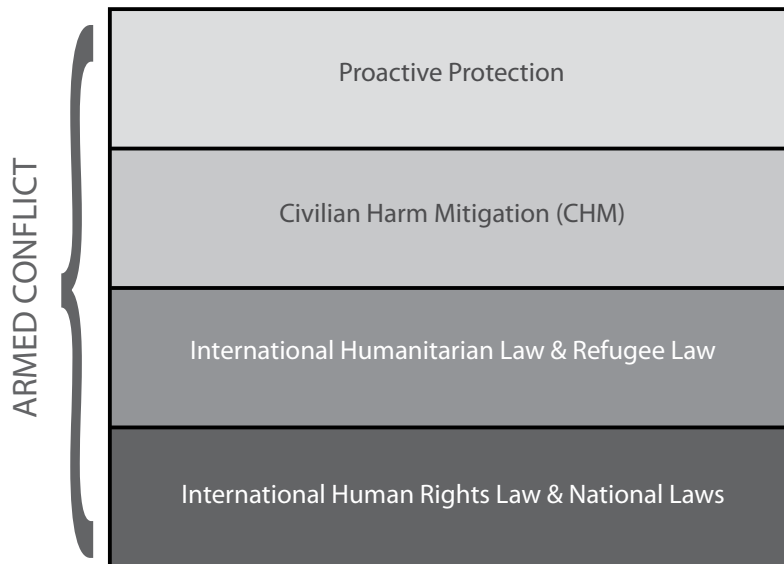 ARMED CONFLICT
Proactive Protection
Civilian Harm Mitigation (CHM)
International Humanitarian Law & Refugee Law
International Human Rights Law & National Laws